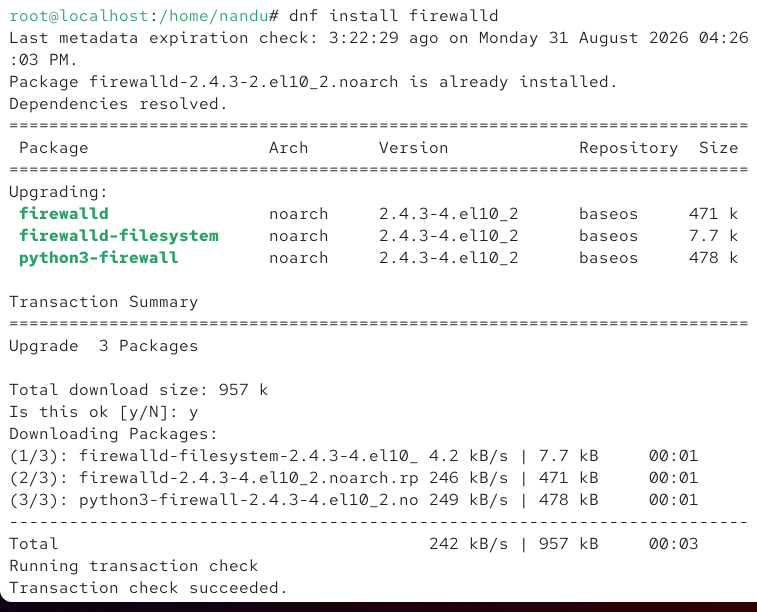 root@localhost:/home/nandu# dnf install firewalld
Last metadata expiration check: 3:22:29 ago on Monday 31 August 2026 04:26
:03 PM.
Package firewalld-2.4.3-2.el10_2.noarch is already installed.
Dependencies resolved.
==========================================================================
 Package                  Arch       Version             Repository  Size
==========================================================================
Upgrading:
 firewalld                noarch     2.4.3-4.el10_2      baseos     471 k
 firewalld-filesystem     noarch     2.4.3-4.el10_2      baseos     7.7 k
 python3-firewall         noarch     2.4.3-4.el10_2      baseos     478 k

Transaction Summary
==========================================================================
Upgrade  3 Packages

Total download size: 957 k
Is this ok [y/N]: y
Downloading Packages:
(1/3): firewalld-filesystem-2.4.3-4.el10_ 4.2 kB/s | 7.7 kB     00:01
(2/3): firewalld-2.4.3-4.el10_2.noarch.rp 246 kB/s | 471 kB     00:01
(3/3): python3-firewall-2.4.3-4.el10_2.no 249 kB/s | 478 kB     00:01
--------------------------------------------------------------------------
Total                                     242 kB/s | 957 kB     00:03
Running transaction check
Transaction check succeeded.